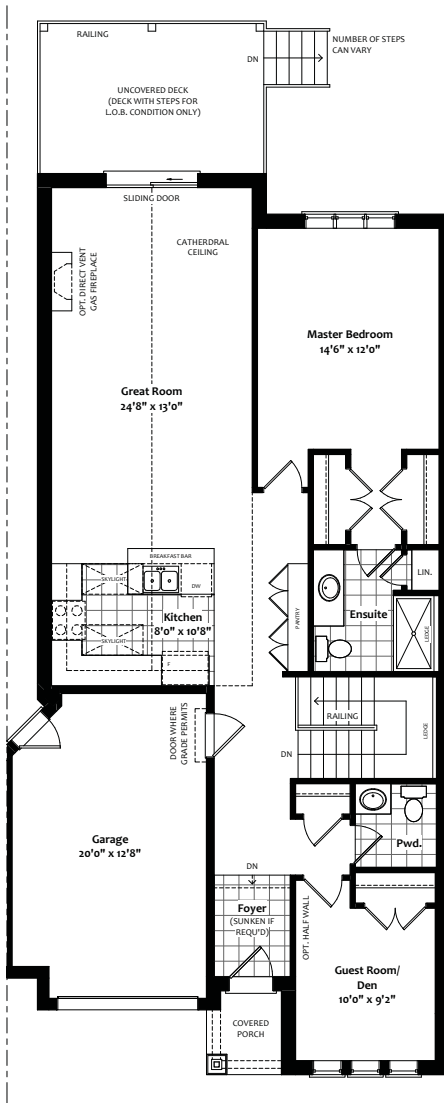 RAILING
NUMBER OF STEPS
CAN VARY
DN
UNCOVERED DECK
(DECK WITH STEPS FOR
L.O.B. CONDITION ONLY)
SLIDING DOOR
CATHERDRAL
CEILING
OPT. DIRECT VENT
GAS FIREPLACE
Master Bedroom
14'6" x 12'0"
Great Room
24'8" x 13'0"
BREAKFAST BAR
SKYLIGHT
DW
LIN.
Ensuite
LEDGE
PANTRY
Kitchen
8'0" x 10'8"
SKYLIGHT
F
DOOR WHERE
GRADE PERMITS
RAILING
LEDGE
DN
Garage
20'0" x 12'8"
Pwd.
DN
Foyer
(SUNKEN IF
REQU'D)
OPT. HALF WALL
Guest Room/
Den
10'0" x 9'2"
COVERED
PORCH